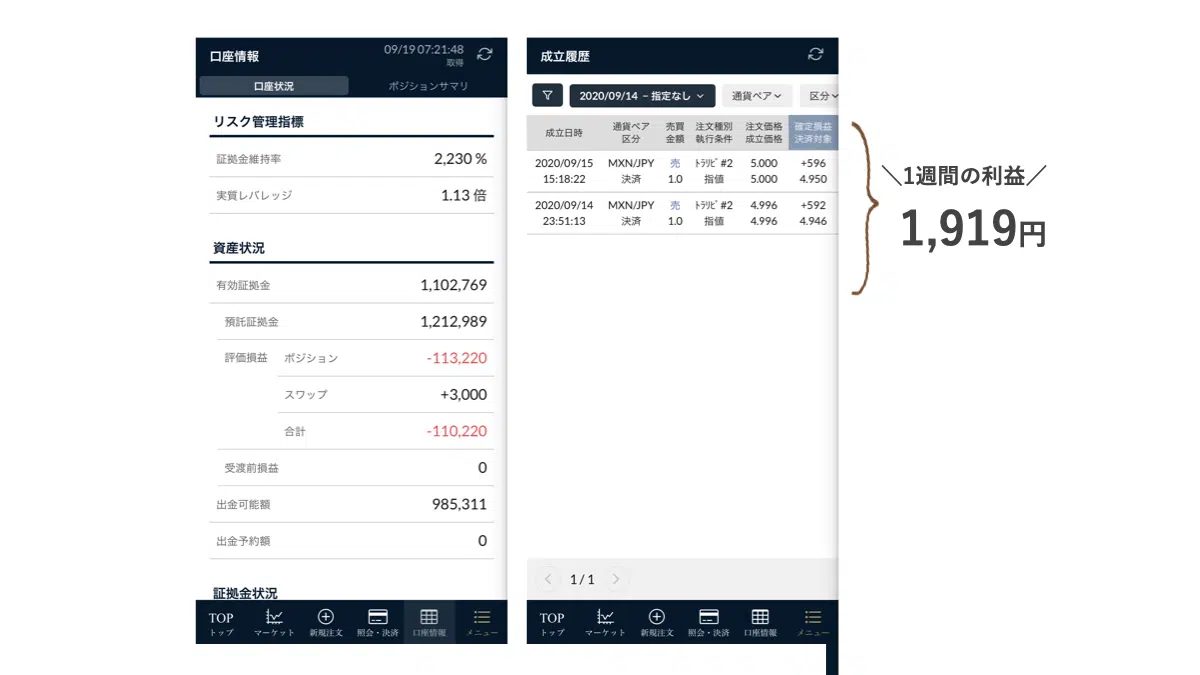 口座情報
09/19 07:21:48
取得
口座状況 ポジションサマリ
リスク管理指標
証拠金維持率 2,230 %
実質レバレッジ 1.13 倍
資産状況
有効証拠金 1,102,769
預託証拠金 1,212,989
評価損益 ポジション -113,220
スワップ +3,000
合計 -110,220
受渡前損益 0
出金可能額 985,311
出金予約額 0
証拠金状況
TOP
トップ マーケット 新規注文 照会・決済 口座情報 メニュー
成立履歴
2020/09/14 − 指定なし 通貨ペア 区分
成立日時 通貨ペア 売買 注文種別 注文価格 確定損益
区分 金額 執行条件 成立価格 決済対象
2020/09/15 MXN/JPY 売 ﾄﾗﾘﾋﾟ#2 5.000 +596
15:18:22 決済 1.0 指値 5.000 4.950
2020/09/14 MXN/JPY 売 ﾄﾗﾘﾋﾟ#2 4.996 +592
23:51:13 決済 1.0 指値 4.996 4.946
1 / 1
TOP
トップ マーケット 新規注文 照会・決済 口座情報 メニュー
＼1週間の利益／
1,919円